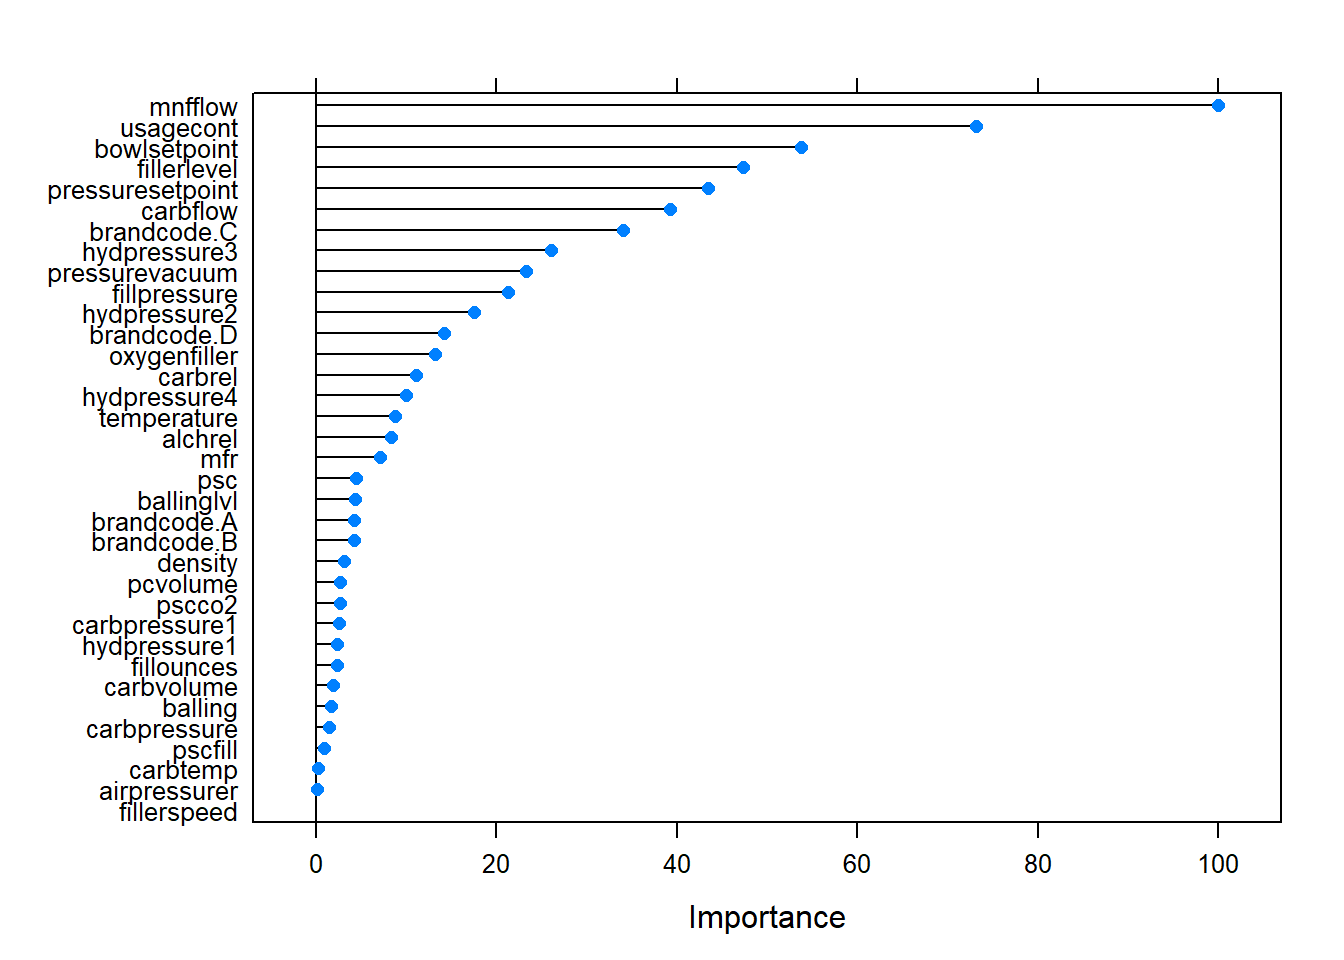 mnfflow
usagecont
bowlsetpoint
fillerlevel
pressuresetpoint
carbflow
brandcode.C
hydpressure3
pressurevacuum
fillpressure
hydpressure2
brandcode.D
oxygenfiller
carbrel
hydpressure4
temperature
alchrel
mfr
psc
ballinglvl
brandcode.A
brandcode.B
density
pcvolume
pscco2
carbpressure1
hydpressure1
fillounces
carbvolume
balling
carbpressure
pscfill
carbtemp
airpressurer
fillerspeed
0 20 40 60 80 100
Importance